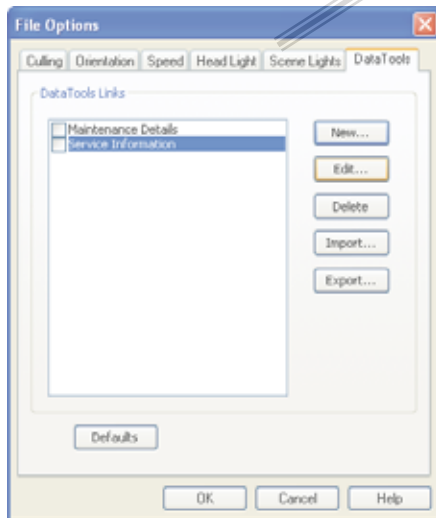 File Options
Culling Orientation Speed Head Light Scene Lights DataTools
DataTools Links
Maintenance Details
Service Information
New...
Edit...
Delete
Import...
Export...
Defaults
OK Cancel Help